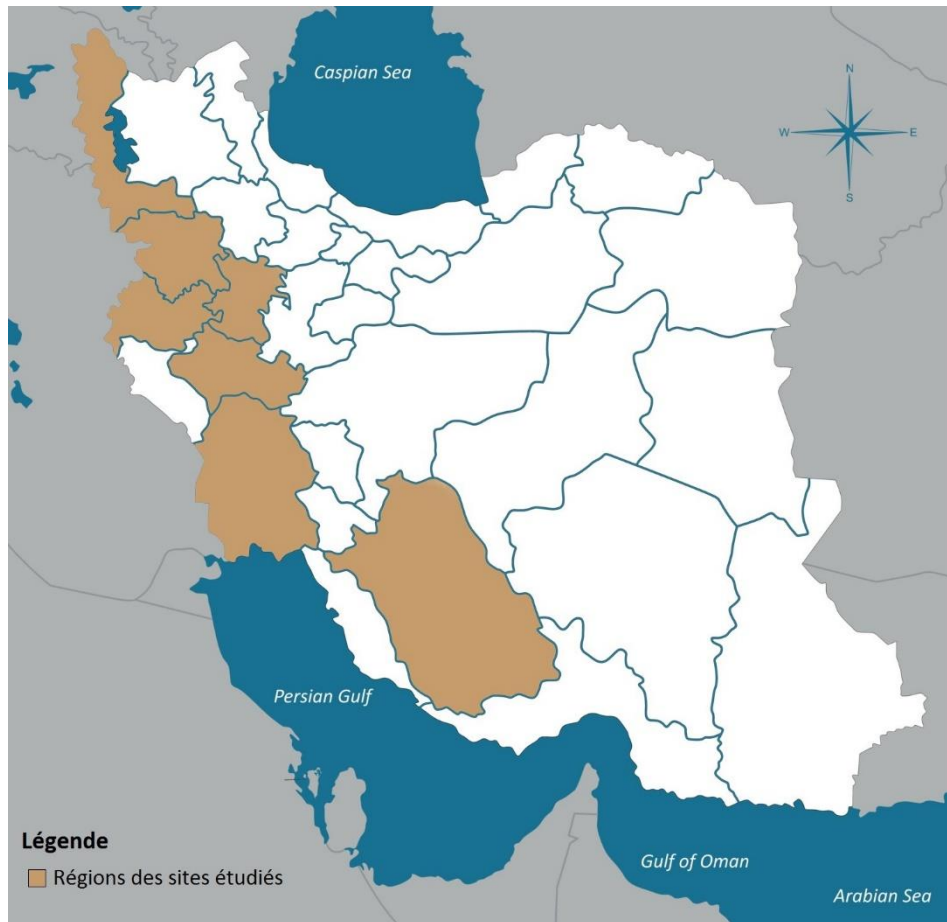 Caspian Sea
N
W
E
S
Persian Gulf
Légende
Régions des sites étudiés
Gulf of Oman
Arabian Sea